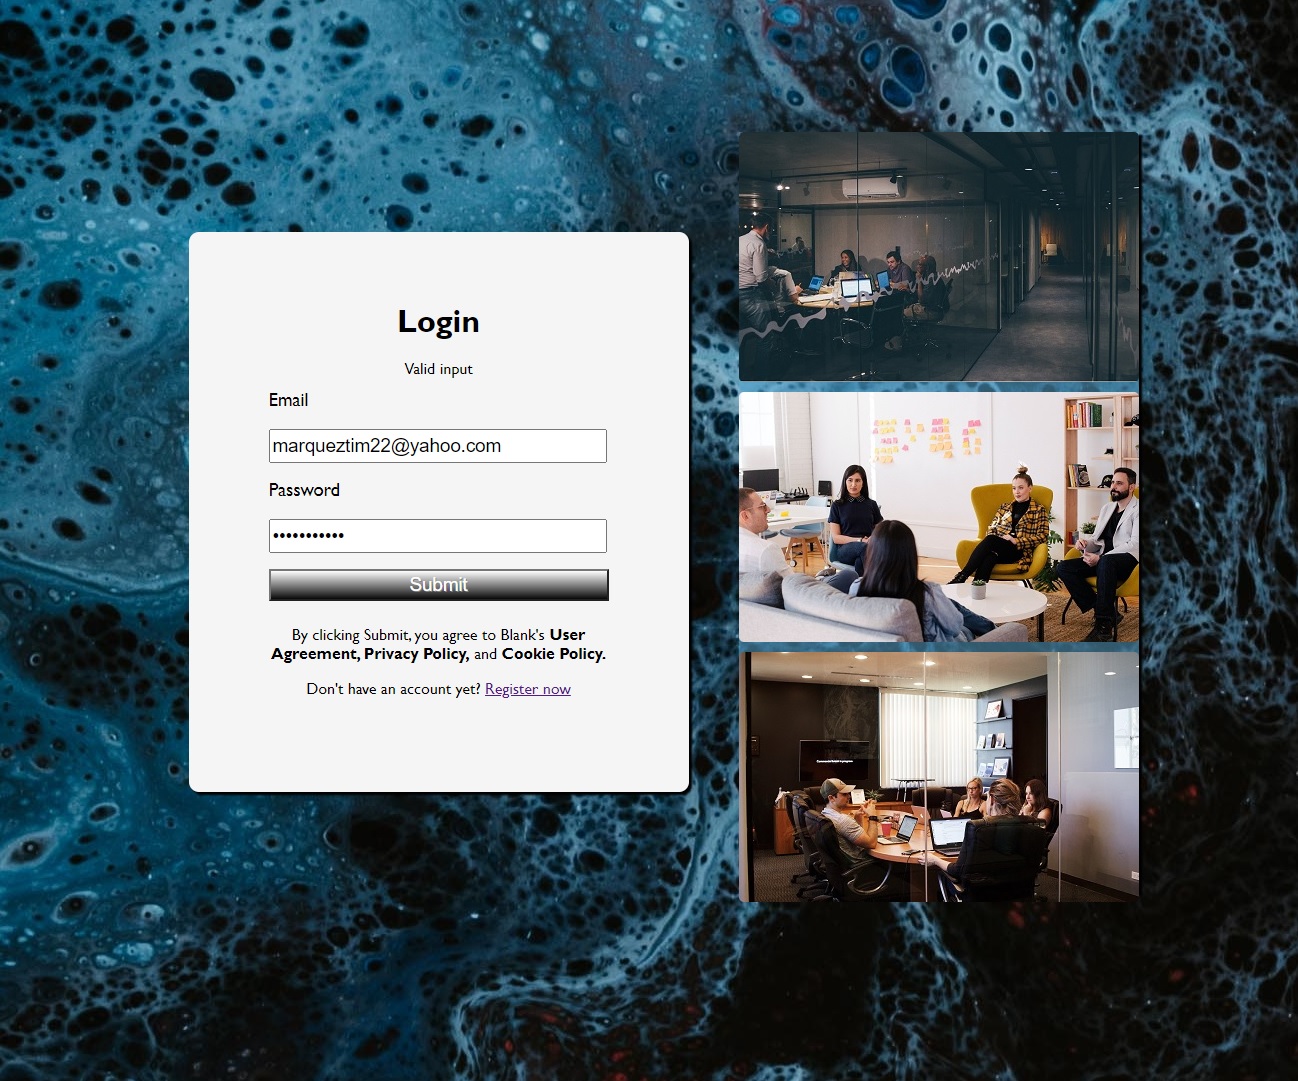 Login
Valid input
Email
marqueztim22@yahoo.com
Password
•••••••••••
Submit
By clicking Submit, you agree to Blank's User
Agreement, Privacy Policy, and Cookie Policy.
Don't have an account yet? Register now